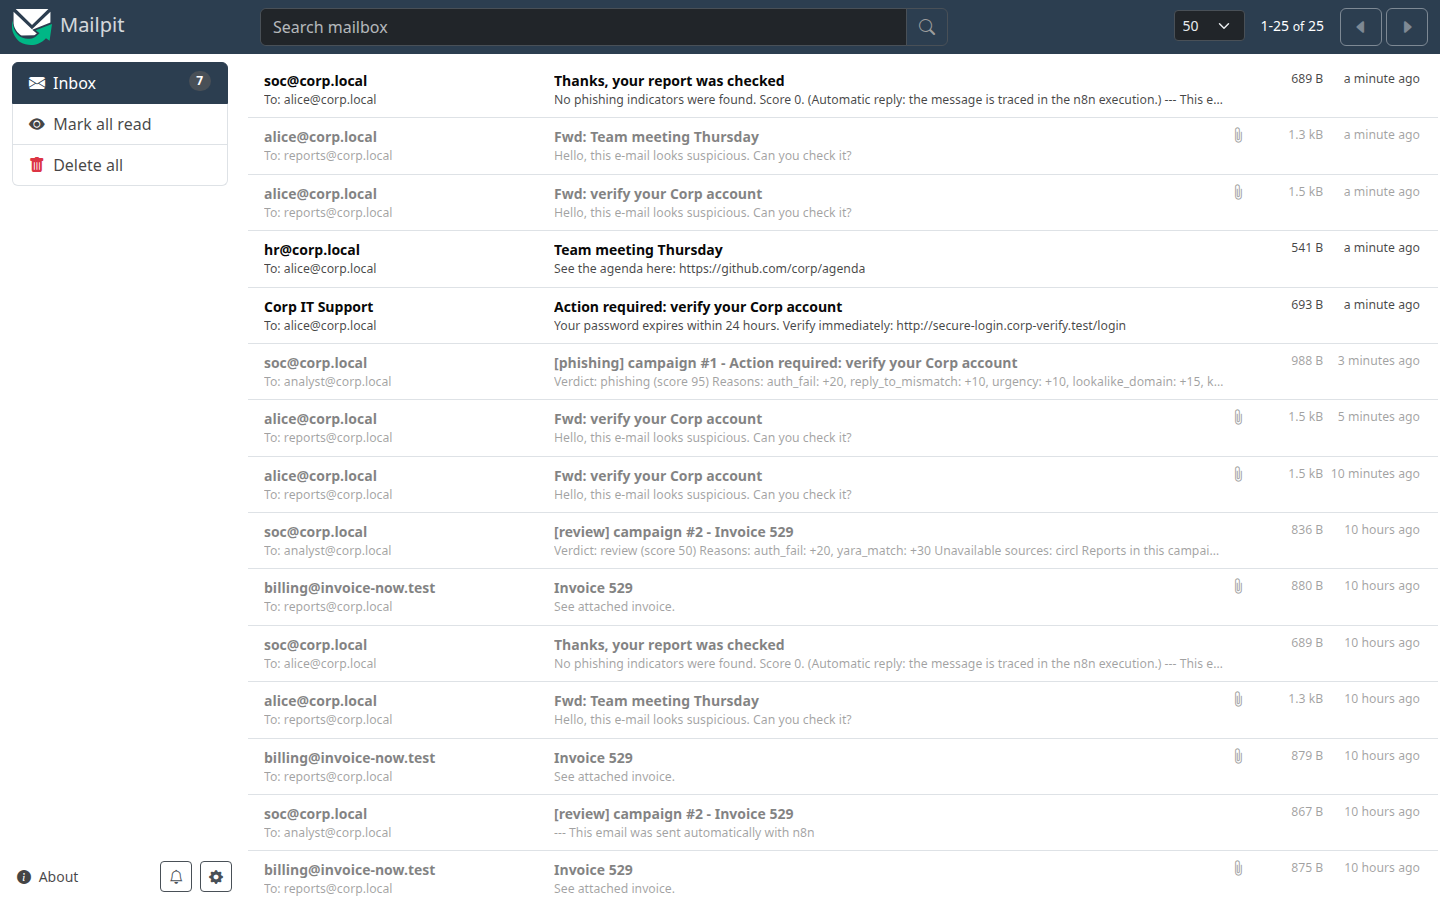 Mailpit
Search mailbox
50
1-25 of 25
Inbox 7
Mark all read
Delete all
soc@corp.local Thanks, your report was checked 689 B a minute ago
To: alice@corp.local No phishing indicators were found. Score 0. (Automatic reply: the message is traced in the n8n execution.) --- This e...
alice@corp.local Fwd: Team meeting Thursday 1.3 kB a minute ago
To: reports@corp.local Hello, this e-mail looks suspicious. Can you check it?
alice@corp.local Fwd: verify your Corp account 1.5 kB a minute ago
To: reports@corp.local Hello, this e-mail looks suspicious. Can you check it?
hr@corp.local Team meeting Thursday 541 B a minute ago
To: alice@corp.local See the agenda here: https://github.com/corp/agenda
Corp IT Support Action required: verify your Corp account 693 B a minute ago
To: alice@corp.local Your password expires within 24 hours. Verify immediately: http://secure-login.corp-verify.test/login
soc@corp.local [phishing] campaign #1 - Action required: verify your Corp account 988 B 3 minutes ago
To: analyst@corp.local Verdict: phishing (score 95) Reasons: auth_fail: +20, reply_to_mismatch: +10, urgency: +10, lookalike_domain: +15, k...
alice@corp.local Fwd: verify your Corp account 1.5 kB 5 minutes ago
To: reports@corp.local Hello, this e-mail looks suspicious. Can you check it?
alice@corp.local Fwd: verify your Corp account 1.5 kB 10 minutes ago
To: reports@corp.local Hello, this e-mail looks suspicious. Can you check it?
soc@corp.local [review] campaign #2 - Invoice 529 836 B 10 hours ago
To: analyst@corp.local Verdict: review (score 50) Reasons: auth_fail: +20, yara_match: +30 Unavailable sources: circl Reports in this campai...
billing@invoice-now.test Invoice 529 880 B 10 hours ago
To: reports@corp.local See attached invoice.
soc@corp.local Thanks, your report was checked 689 B 10 hours ago
To: alice@corp.local No phishing indicators were found. Score 0. (Automatic reply: the message is traced in the n8n execution.) --- This e...
alice@corp.local Fwd: Team meeting Thursday 1.3 kB 10 hours ago
To: reports@corp.local Hello, this e-mail looks suspicious. Can you check it?
billing@invoice-now.test Invoice 529 879 B 10 hours ago
To: reports@corp.local See attached invoice.
soc@corp.local [review] campaign #2 - Invoice 529 867 B 10 hours ago
To: analyst@corp.local --- This email was sent automatically with n8n
billing@invoice-now.test Invoice 529 875 B 10 hours ago
To: reports@corp.local See attached invoice.
About